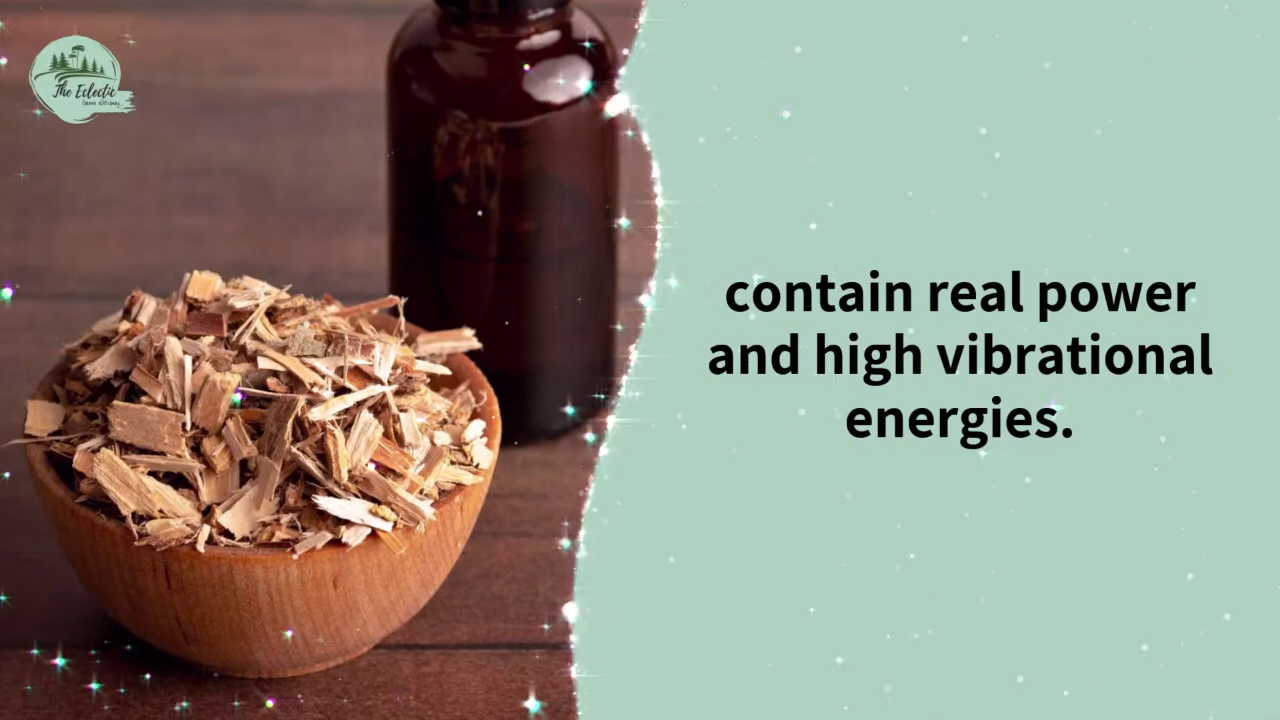 The Eclectic
contain real power
and high vibrational
energies.